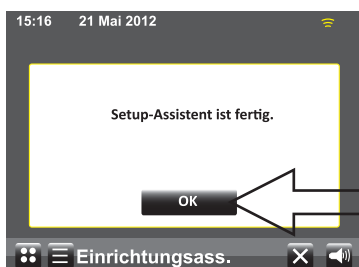 15:16 21 Mai 2012
Setup-Assistent ist fertig.
OK
Einrichtungsass.